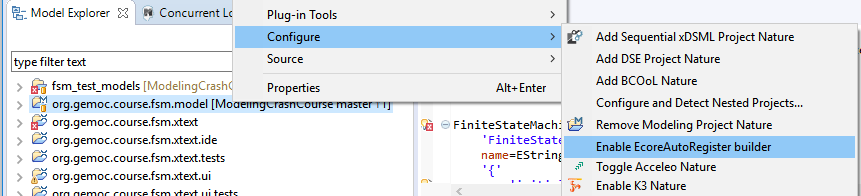 Model Explorer
Concurrent Lo
type filter text
fsm_test_models [ModelingCrash
org.gemoc.course.fsm.model [ModelingCrashCourse master ↑1]
org.gemoc.course.fsm.xtext
org.gemoc.course.fsm.xtext.ide
org.gemoc.course.fsm.xtext.tests
org.gemoc.course.fsm.xtext.ui
org.gemoc.course.fsm.xtext.ui.tests
Plug-in Tools
Configure
Source
Properties Alt+Enter
FiniteStateMachi
'FiniteState
name=EString
'{'
Add Sequential xDSML Project Nature
Add DSE Project Nature
Add BCOoL Nature
Configure and Detect Nested Projects...
Remove Modeling Project Nature
Enable EcoreAutoRegister builder
Toggle Acceleo Nature
Enable K3 Nature